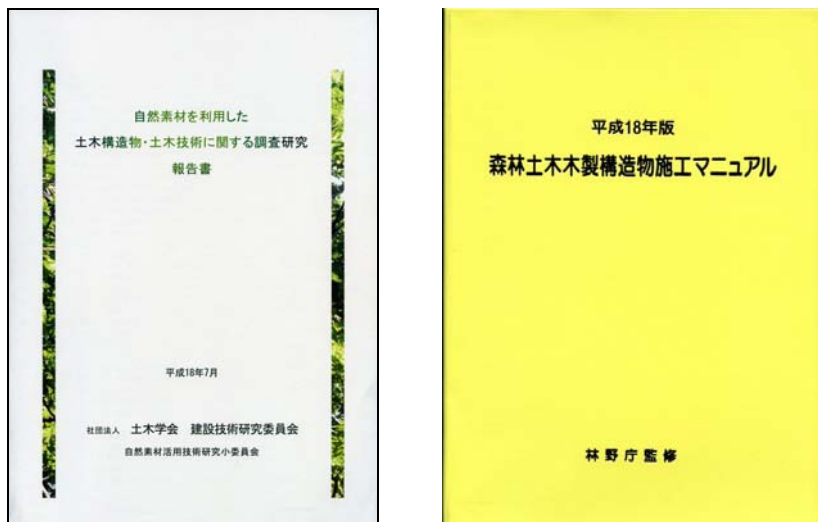 自然素材を利用した
土木構造物・土木技術に関する調査研究
報告書
平成18年7月
社団法人 土木学会 建設技術研究委員会
自然素材活用技術研究小委員会
平成18年版
森林土木木製構造物施工マニュアル
林野庁監修